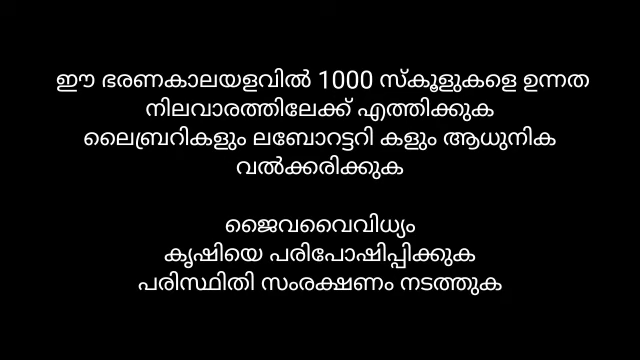 ഈ ഭരണകാലയളവിൽ 1000 സ്കൂളുകളെ ഉന്നത
നിലവാരത്തിലേക്ക് എത്തിക്കുക
ലൈബ്രറികളും ലബോറട്ടറി കളും ആധുനിക
വൽക്കരിക്കുക
ജൈവവൈവിധ്യം
കൃഷിയെ പരിപോഷിപ്പിക്കുക
പരിസ്ഥിതി സംരക്ഷണം നടത്തുക